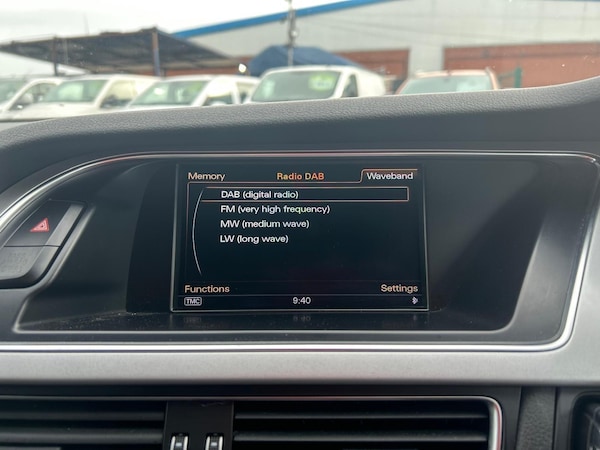 Memory Radio DAB Waveband
DAB (digital radio)
FM (very high frequency)
MW (medium wave)
LW (long wave)
Functions Settings
TMC 9:40